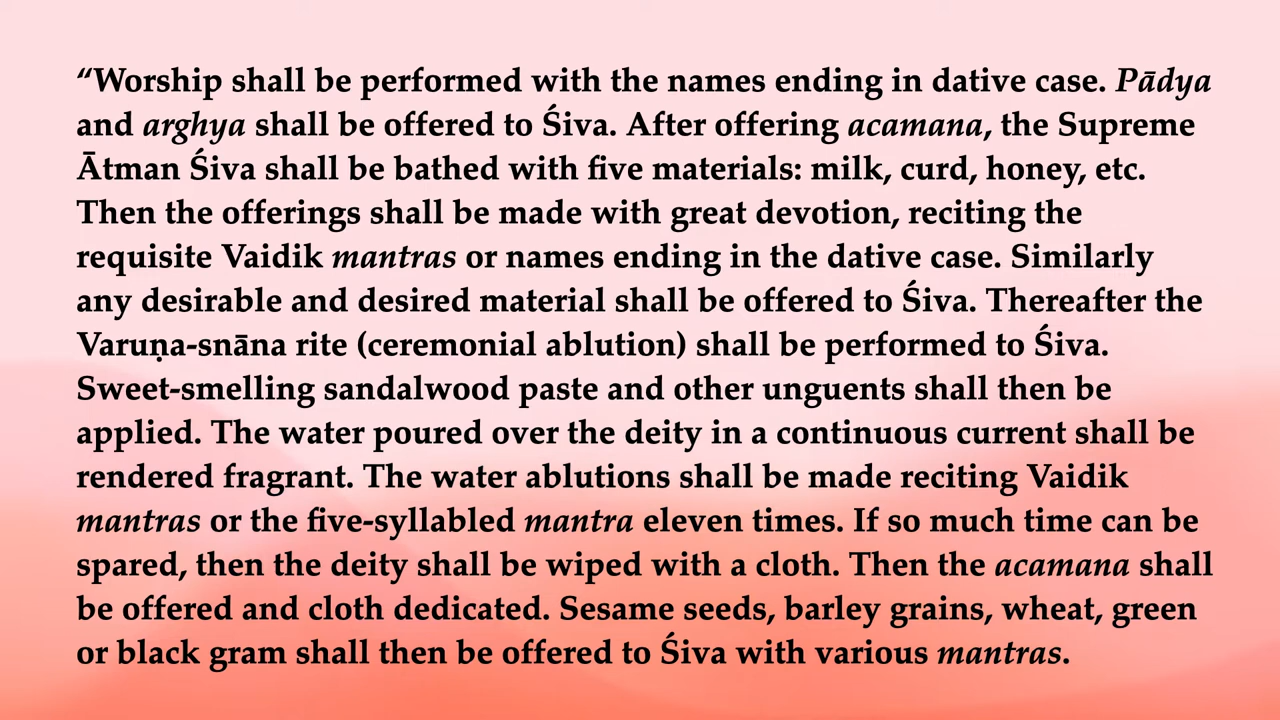 “Worship shall be performed with the names ending in dative case. Pādya
and arghya shall be offered to Śiva. After offering acamana, the Supreme
Ātman Śiva shall be bathed with five materials: milk, curd, honey, etc.
Then the offerings shall be made with great devotion, reciting the
requisite Vaidik mantras or names ending in the dative case. Similarly
any desirable and desired material shall be offered to Śiva. Thereafter the
Varuṇa-snāna rite (ceremonial ablution) shall be performed to Śiva.
Sweet-smelling sandalwood paste and other unguents shall then be
applied. The water poured over the deity in a continuous current shall be
rendered fragrant. The water ablutions shall be made reciting Vaidik
mantras or the five-syllabled mantra eleven times. If so much time can be
spared, then the deity shall be wiped with a cloth. Then the acamana shall
be offered and cloth dedicated. Sesame seeds, barley grains, wheat, green
or black gram shall then be offered to Śiva with various mantras.